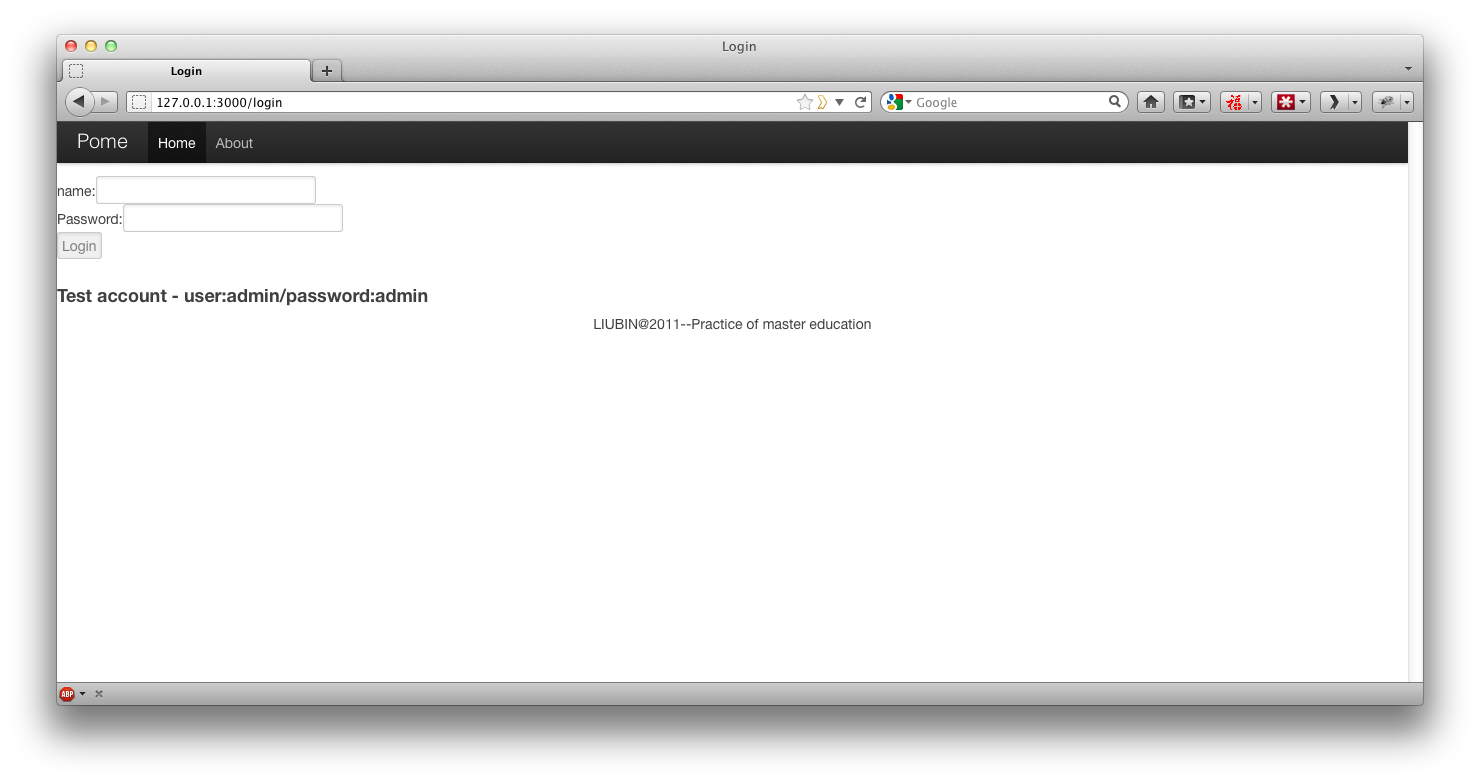 Login
Login
127.0.0.1:3000/login
Google
Pome Home About
name:
Password:
Login
Test account - user:admin/password:admin
LIUBIN@2011--Practice of master education
ABP